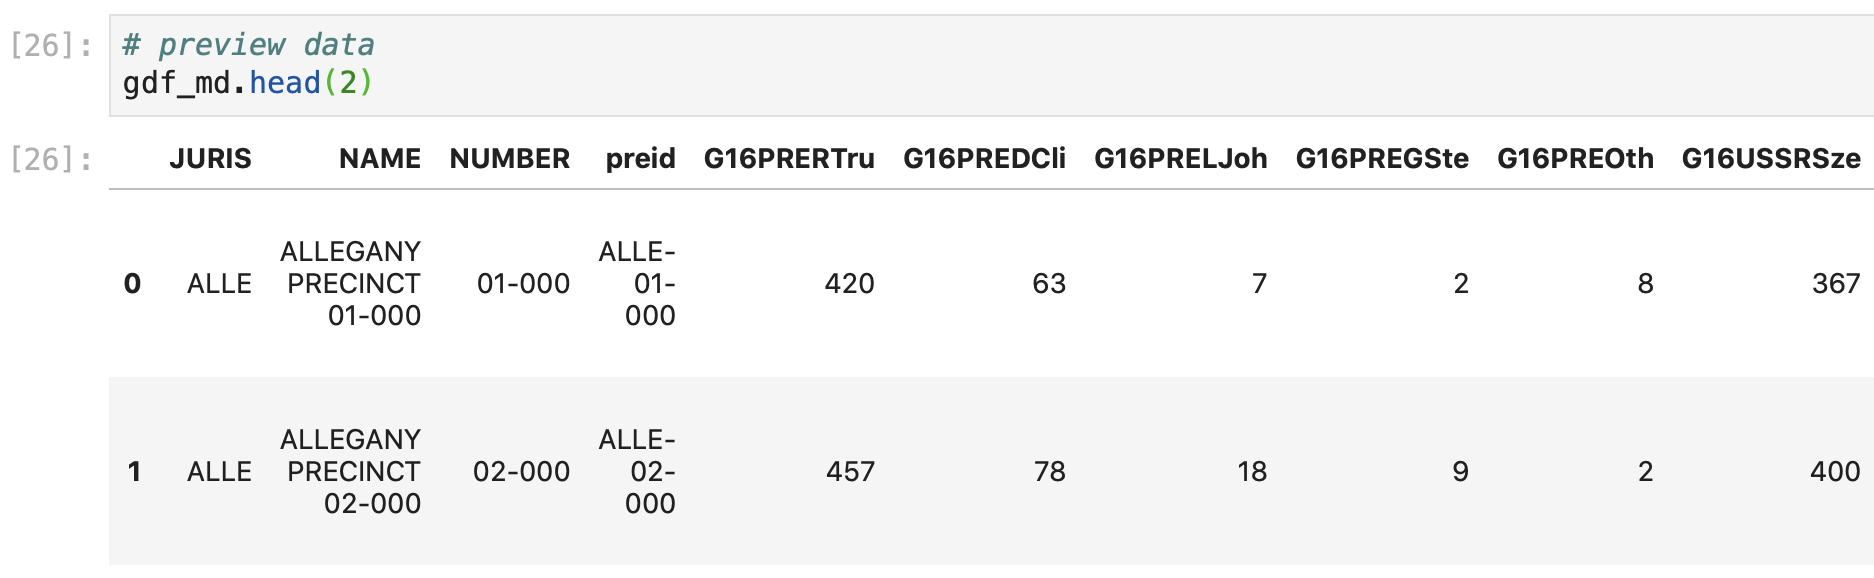 [26]: # preview data
gdf_md.head(2)
[26]: JURIS NAME NUMBER preid G16PRERTru G16PREDCli G16PRELJoh G16PREGSte G16PREOth G16USSRSze
ALLEGANY ALLE-
0 ALLE PRECINCT 01-000 01- 420 63 7 2 8 367
01-000 000
ALLEGANY ALLE-
1 ALLE PRECINCT 02-000 02- 457 78 18 9 2 400
02-000 000